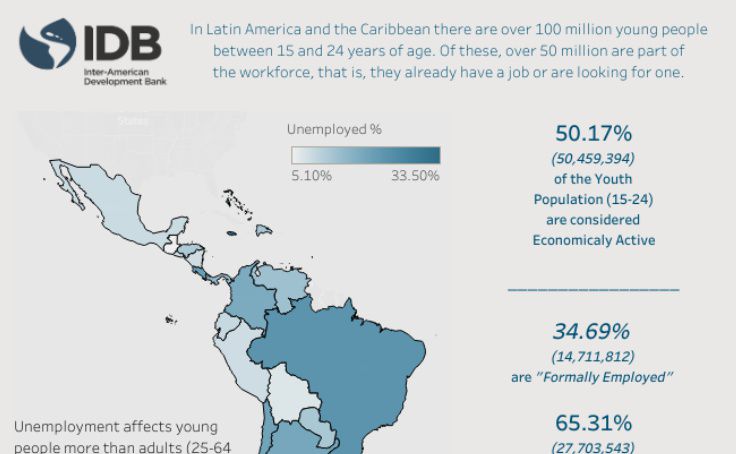 IDB
Inter-American
Development Bank
In Latin America and the Caribbean there are over 100 million young people
between 15 and 24 years of age. Of these, over 50 million are part of
the workforce, that is, they already have a job or are looking for one.
States
Unemployed %
5.10% 33.50%
50.17%
(50,459,394)
of the Youth
Population (15-24)
are considered
Economicaly Active
34.69%
(14,711,812)
are "Formally Employed"
65.31%
(27,703,543)
Unemployment affects young
people more than adults (25-64